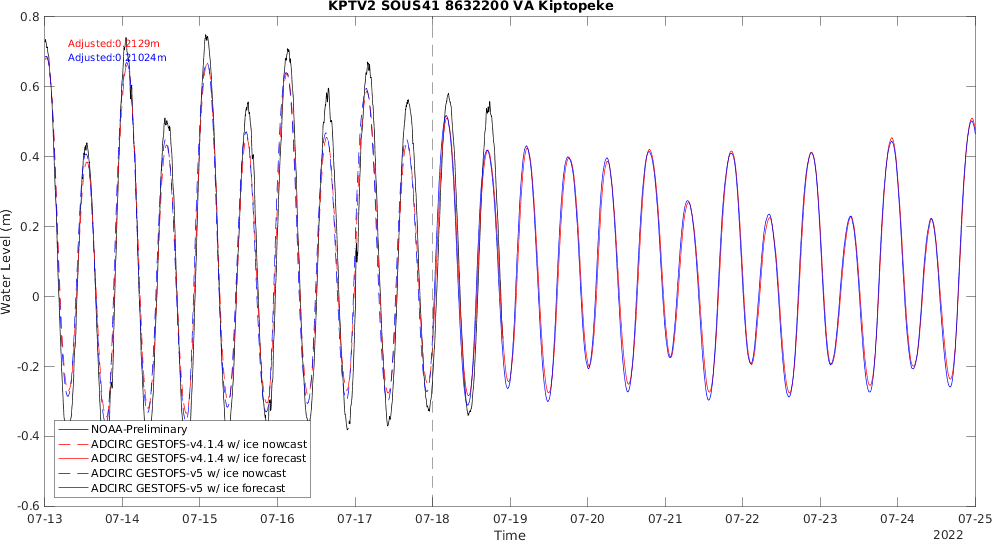 KPTV2 SOUS41 8632200 VA Kiptopeke
Adjusted:0.2129m
Adjusted:0.21024m
Water Level (m)
0.8
0.6
0.4
0.2
0
-0.2
-0.4
-0.6
NOAA-Preliminary
ADCIRC GESTOFS-v4.1.4 w/ ice nowcast
ADCIRC GESTOFS-v4.1.4 w/ ice forecast
ADCIRC GESTOFS-v5 w/ ice nowcast
ADCIRC GESTOFS-v5 w/ ice forecast
07-13 07-14 07-15 07-16 07-17 07-18 07-19 07-20 07-21 07-22 07-23 07-24 07-25
Time
2022